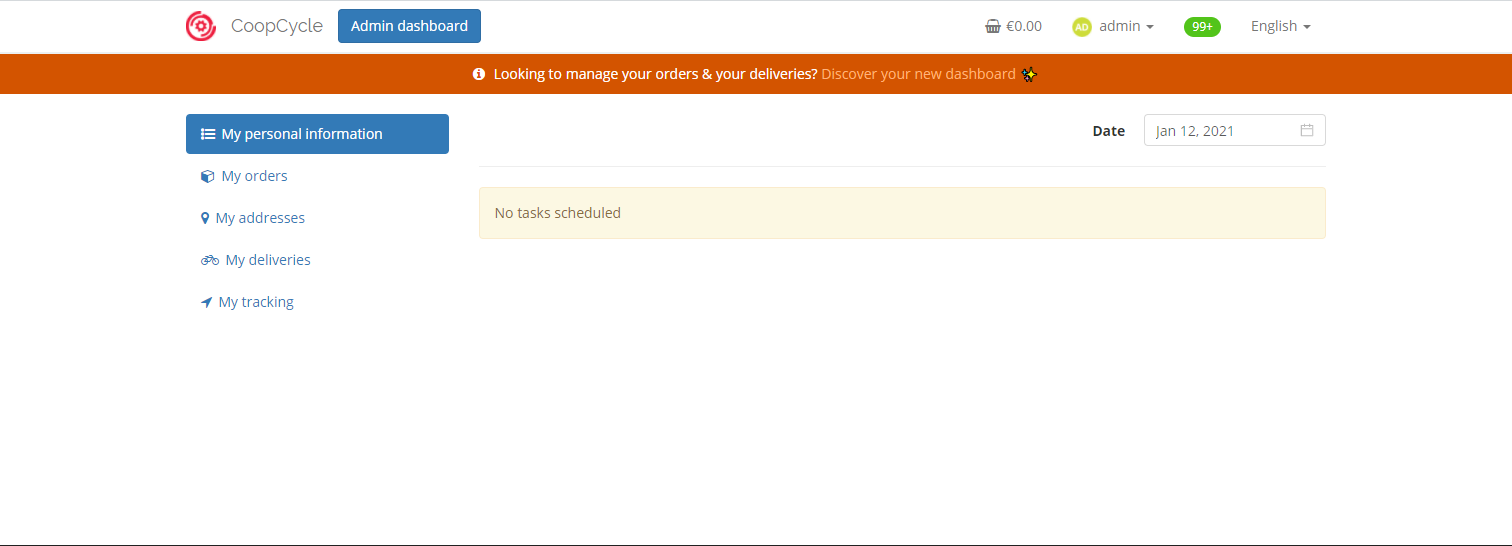 CoopCycle Admin dashboard €0.00 AD admin 99+ English
Looking to manage your orders & your deliveries? Discover your new dashboard ✨
My personal information
Date Jan 12, 2021
My orders
No tasks scheduled
My addresses
My deliveries
My tracking